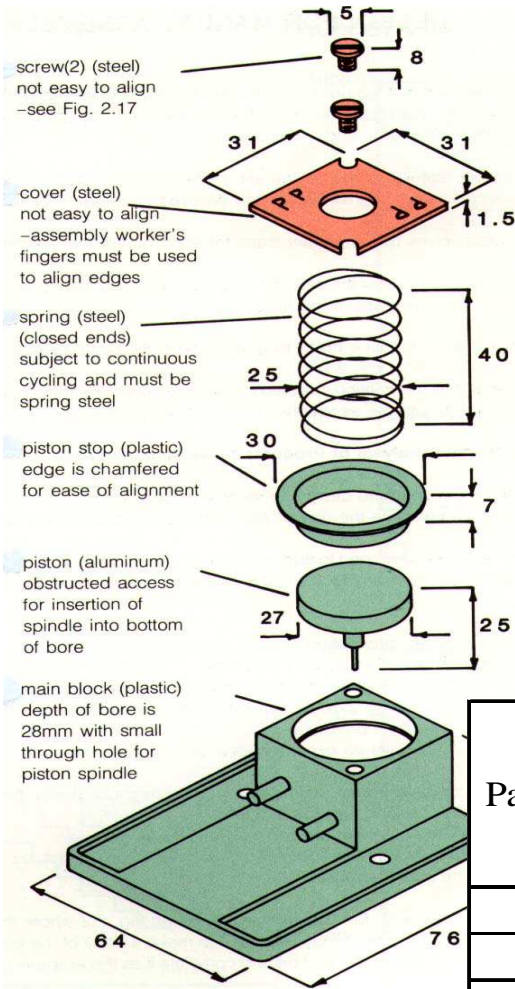 5
screw(2) (steel)
not easy to align
–see Fig. 2.17
8
31
31
cover (steel)
not easy to align
–assembly worker's
fingers must be used
to align edges
P P
P P
1.5
spring (steel)
(closed ends)
subject to continuous
cycling and must be
spring steel
25
40
piston stop (plastic)
edge is chamfered
for ease of alignment
30
7
piston (aluminum)
obstructed access
for insertion of
spindle into bottom
of bore
27
25
main block (plastic)
depth of bore is
28mm with small
through hole for
piston spindle
64
76